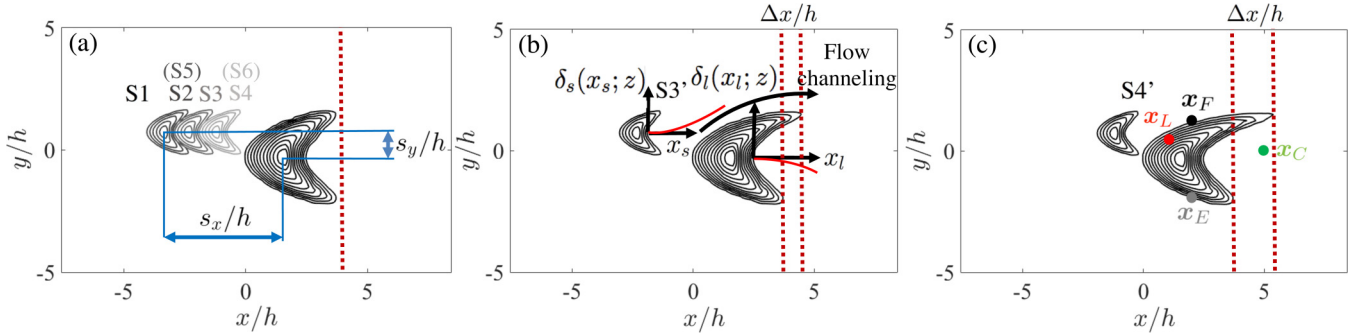 (a)
(S5) (S6)
S1 S2 S3 S4
s_y/h
s_x/h
y/h
5
0
-5
-5 0 5
x/h
Δx/h
(b)
Flow
channeling
δ_s(x_s; z) S3' δ_l(x_l; z)
x_s
x_l
y/h
5
0
-5
-5 0 5
x/h
Δx/h
(c)
S4'
x_F
x_L
x_C
x_E
y/h
5
0
-5
-5 0 5
x/h